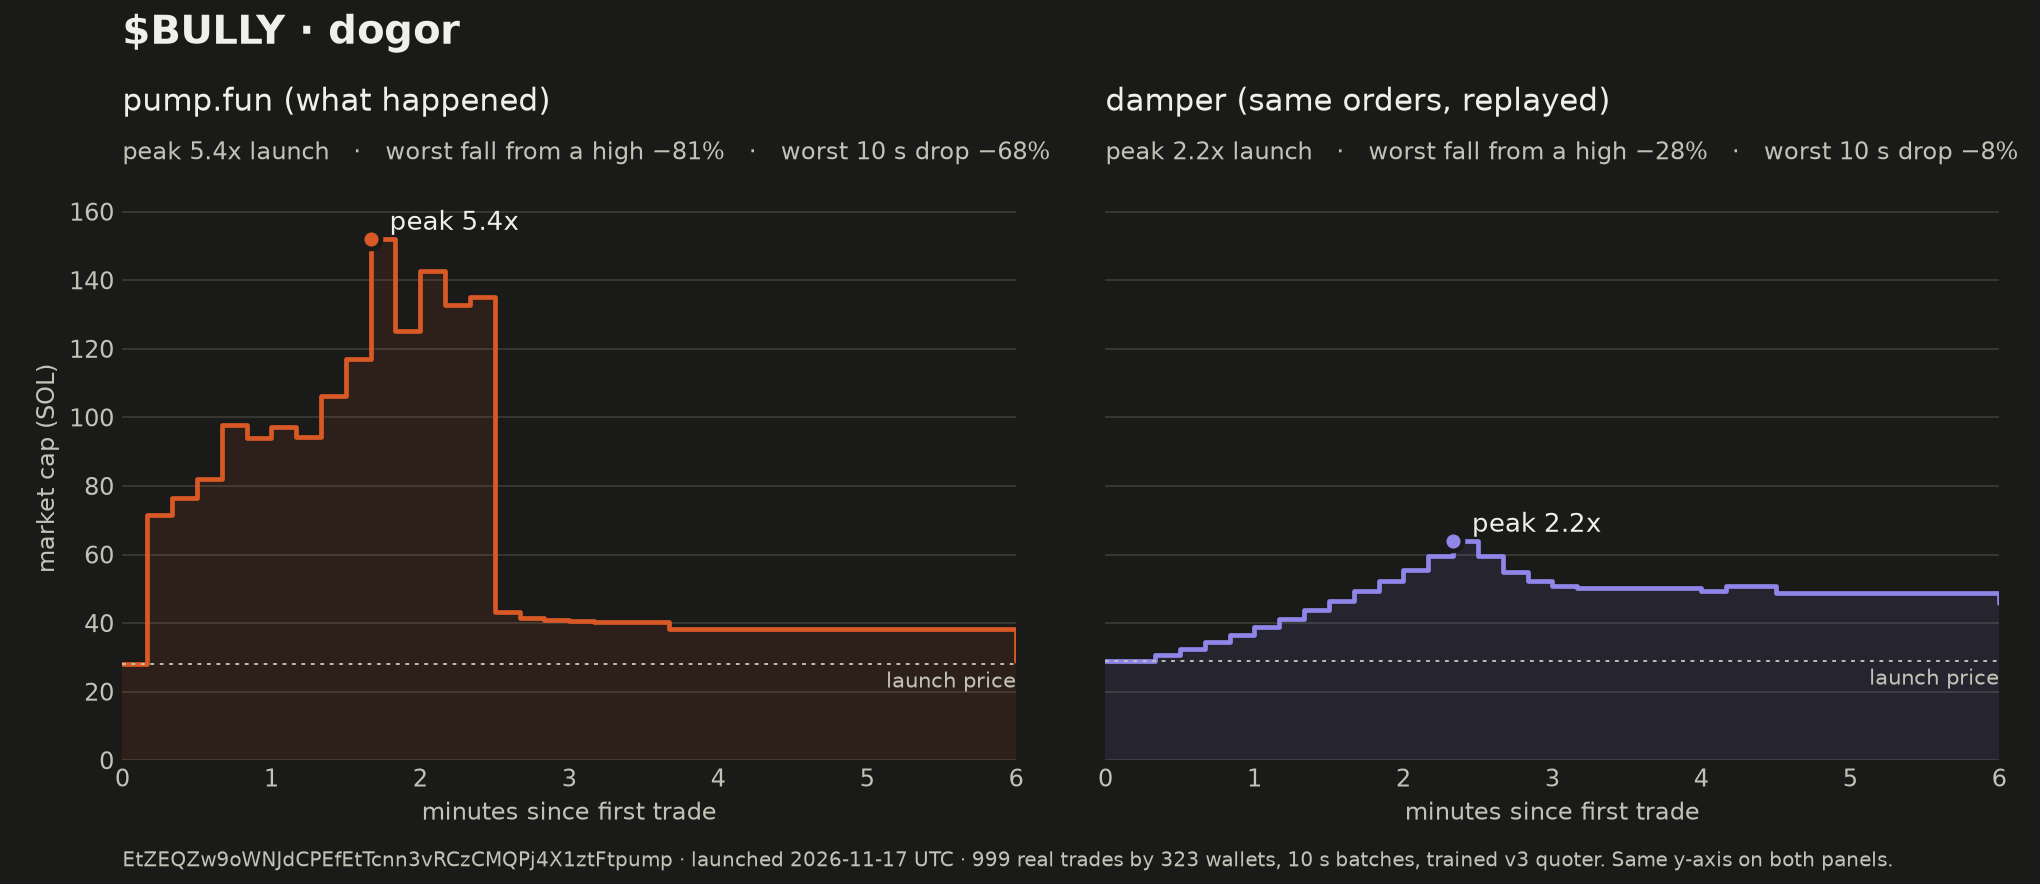 $BULLY · dogor
pump.fun (what happened)
peak 5.4x launch · worst fall from a high −81% · worst 10 s drop −68%
market cap (SOL)
160
140
120
100
80
60
40
20
0
peak 5.4x
launch price
0 1 2 3 4 5 6
minutes since first trade
damper (same orders, replayed)
peak 2.2x launch · worst fall from a high −28% · worst 10 s drop −8%
peak 2.2x
launch price
0 1 2 3 4 5 6
minutes since first trade
EtZEQZw9oWNJdCPEfEtTcnn3vRCzCMQPj4X1ztFtpump · launched 2026-11-17 UTC · 999 real trades by 323 wallets, 10 s batches, trained v3 quoter. Same y-axis on both panels.